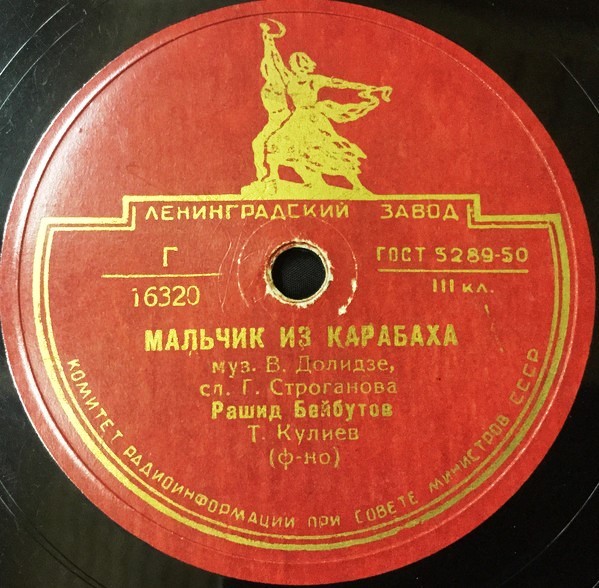 ЛЕНИНГРАДСКИЙ ЗАВОД
Г
16320
ГОСТ 5289-50
III кл.
МАЛЬЧИК ИЗ КАРАБАХА
муз. В. Долидзе,
сл. Г. Строганова
Рашид Бейбутов
Т. Кулиев
(ф-но)
КОМИТЕТ РАДИОИНФОРМАЦИИ ПРИ СОВЕТЕ МИНИСТРОВ СССР